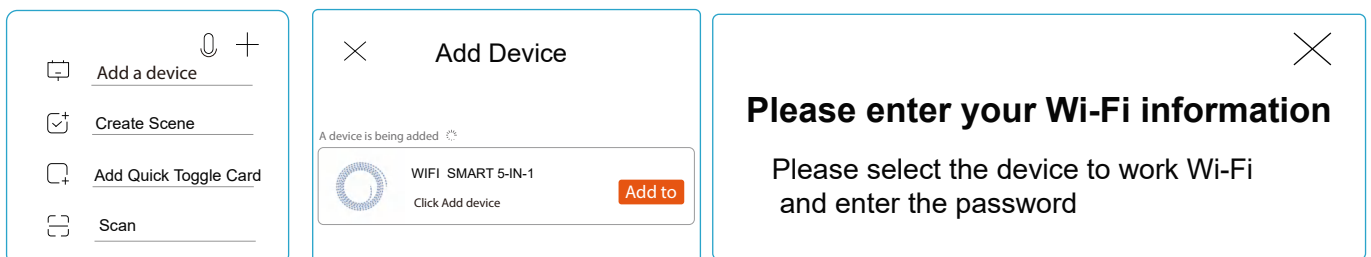 Add a device
Create Scene
Add Quick Toggle Card
Scan
Add Device
A device is being added
WIFI SMART 5-IN-1
Click Add device
Add to
Please enter your Wi-Fi information
Please select the device to work Wi-Fi
and enter the password